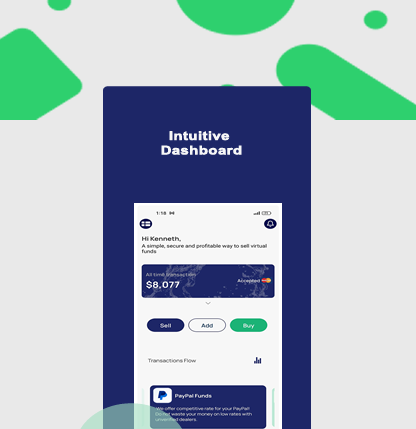 Intuitive
Dashboard
1:16
Hi Kenneth,
A simple, secure and profitable way to sell virtual
funds
All time transaction
$8,077
Accepted
Sell
Add
Buy
Transactions Flow
PayPal Funds
We offer competitive rate for your PayPal!
Do not waste your money on low rates with
unverified dealers.